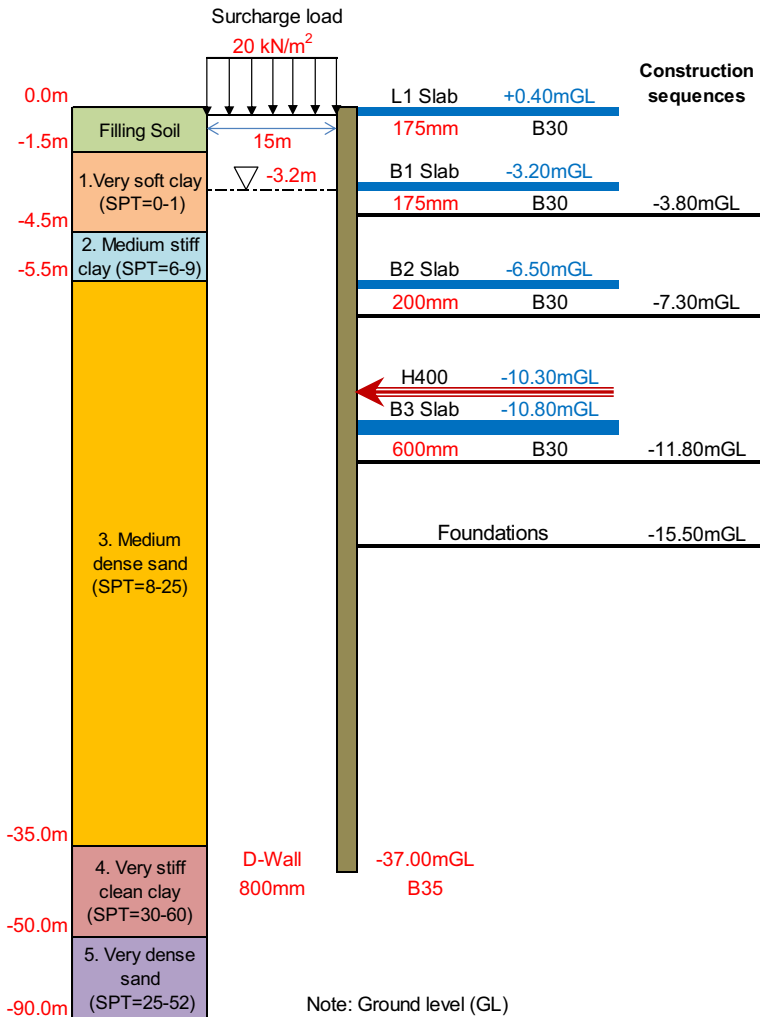 Surcharge load
20 kN/m²
Construction
sequences
0.0m
L1 Slab +0.40mGL
Filling Soil
175mm B30
-1.5m
15m
1.Very soft clay
(SPT=0-1)
-3.2m
B1 Slab -3.20mGL
175mm B30 -3.80mGL
-4.5m
2. Medium stiff
clay (SPT=6-9)
-5.5m
B2 Slab -6.50mGL
200mm B30 -7.30mGL
H400 -10.30mGL
B3 Slab -10.80mGL
600mm B30 -11.80mGL
Foundations -15.50mGL
3. Medium
dense sand
(SPT=8-25)
-35.0m
4. Very stiff
clean clay
(SPT=30-60)
D-Wall -37.00mGL
800mm B35
-50.0m
5. Very dense
sand
(SPT=25-52)
-90.0m
Note: Ground level (GL)